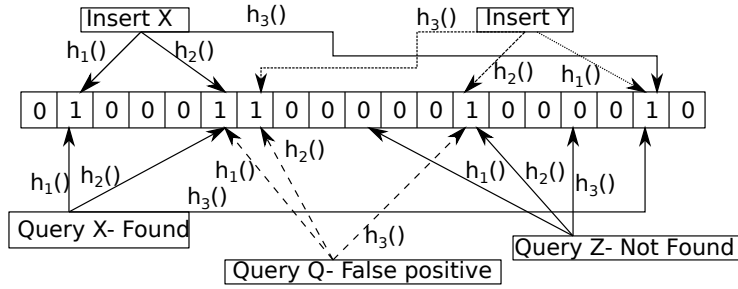 Insert X
h3()
h3()
Insert Y
h1()
h2()
h2()
h1()
0 1 0 0 0 1 1 0 0 0 0 0 1 0 0 0 0 1 0
h1()
h2()
h3()
h1()
h2()
h3()
h1()
h2()
h3()
Query X- Found
Query Q- False positive
Query Z- Not Found